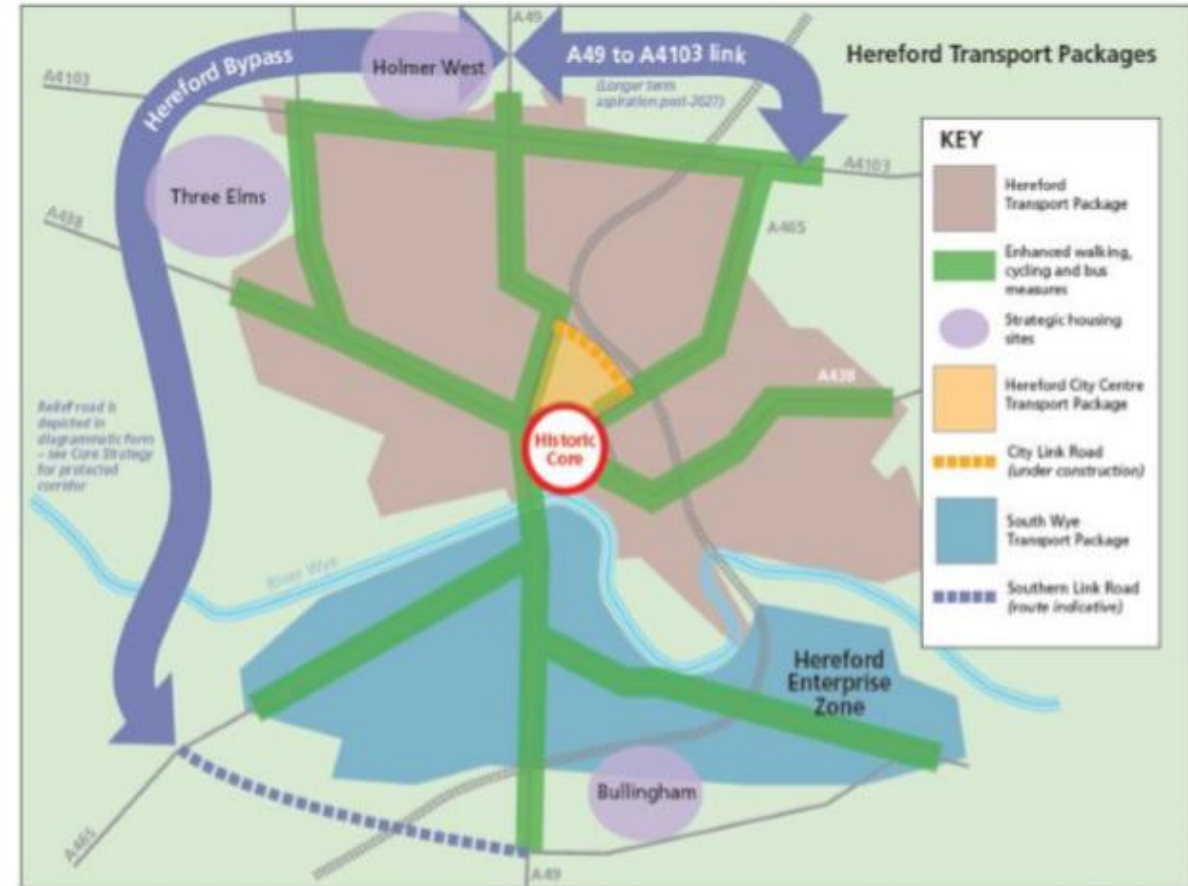 Hereford Transport Packages
A49
Hereford Bypass
Holmer West
A49 to A4103 link
(Longer term
aspiration post-2027)
A4103
Three Elms
A438
A4103
A465
A438
Historic
Core
Relief road is
depicted in
diagrammatic form
– see Core Strategy
for protected
corridor
River Wye
Hereford
Enterprise
Zone
Bullingham
A465
A49
KEY
Hereford
Transport Package
Enhanced walking,
cycling and bus
measures
Strategic housing
sites
Hereford City Centre
Transport Package
City Link Road
(under construction)
South Wye
Transport Package
Southern Link Road
(route indicative)